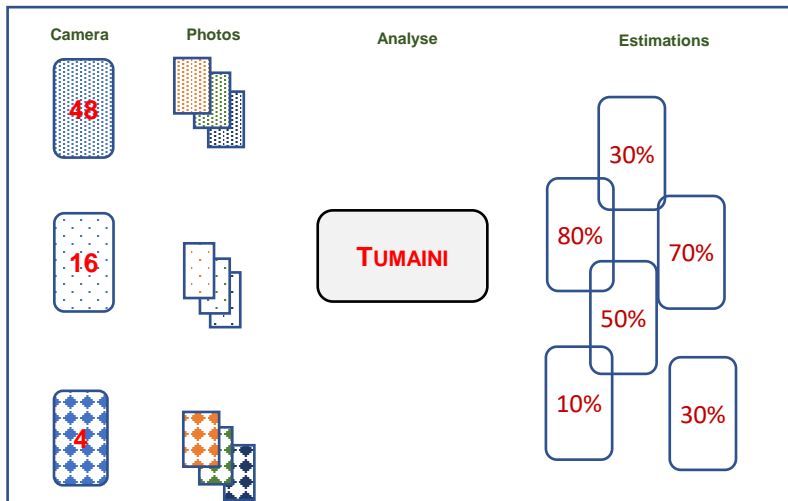 Camera
Photos
Analyse
Estimations
48
16
4
TUMAINI
30%
80%
70%
50%
10%
30%